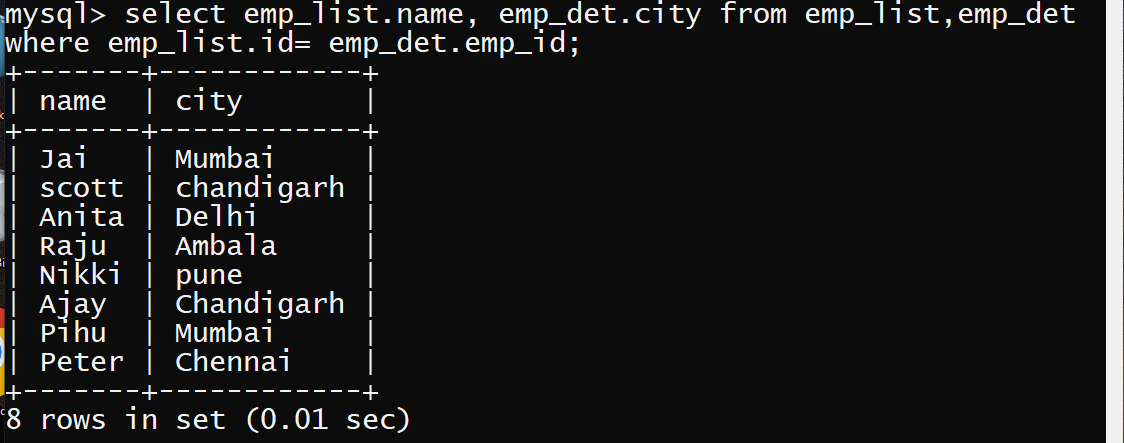 mysql> select emp_list.name, emp_det.city from emp_list,emp_det
where emp_list.id= emp_det.emp_id;
+-------+------------+
| name  | city       |
+-------+------------+
| Jai   | Mumbai     |
| scott | chandigarh |
| Anita | Delhi      |
| Raju  | Ambala     |
| Nikki | pune       |
| Ajay  | Chandigarh |
| Pihu  | Mumbai     |
| Peter | Chennai    |
+-------+------------+
8 rows in set (0.01 sec)